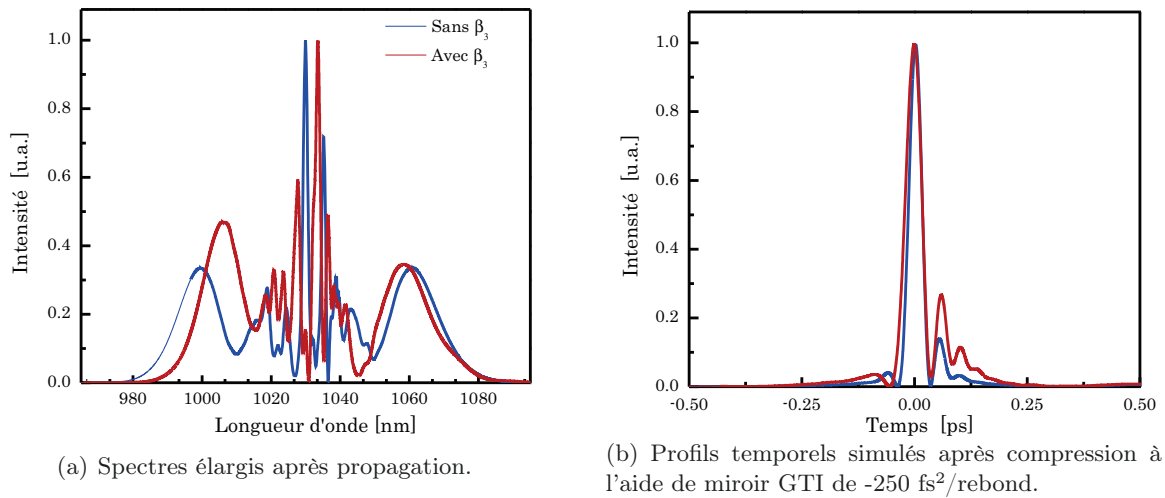 Sans β₃
Avec β₃
1.0
0.8
0.6
0.4
0.2
0.0
Intensité [u.a.]
980 1000 1020 1040 1060 1080
Longueur d'onde [nm]
(a) Spectres élargis après propagation.
1.0
0.8
0.6
0.4
0.2
0.0
Intensité [u.a.]
-0.50 -0.25 0.00 0.25 0.50
Temps [ps]
(b) Profils temporels simulés après compression à
l'aide de miroir GTI de -250 fs²/rebond.